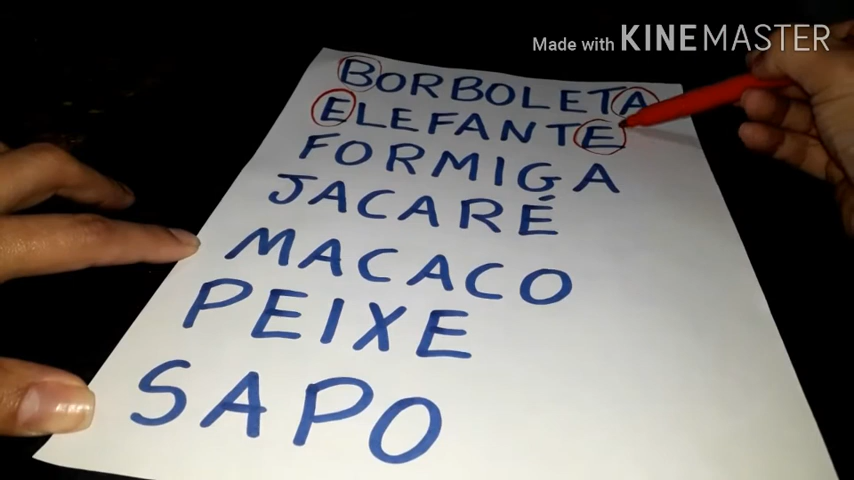 Made with KINEMASTER
BORBOLETA
ELEFANTE
FORMIGA
JACARÉ
MACACO
PEIXE
SAPO